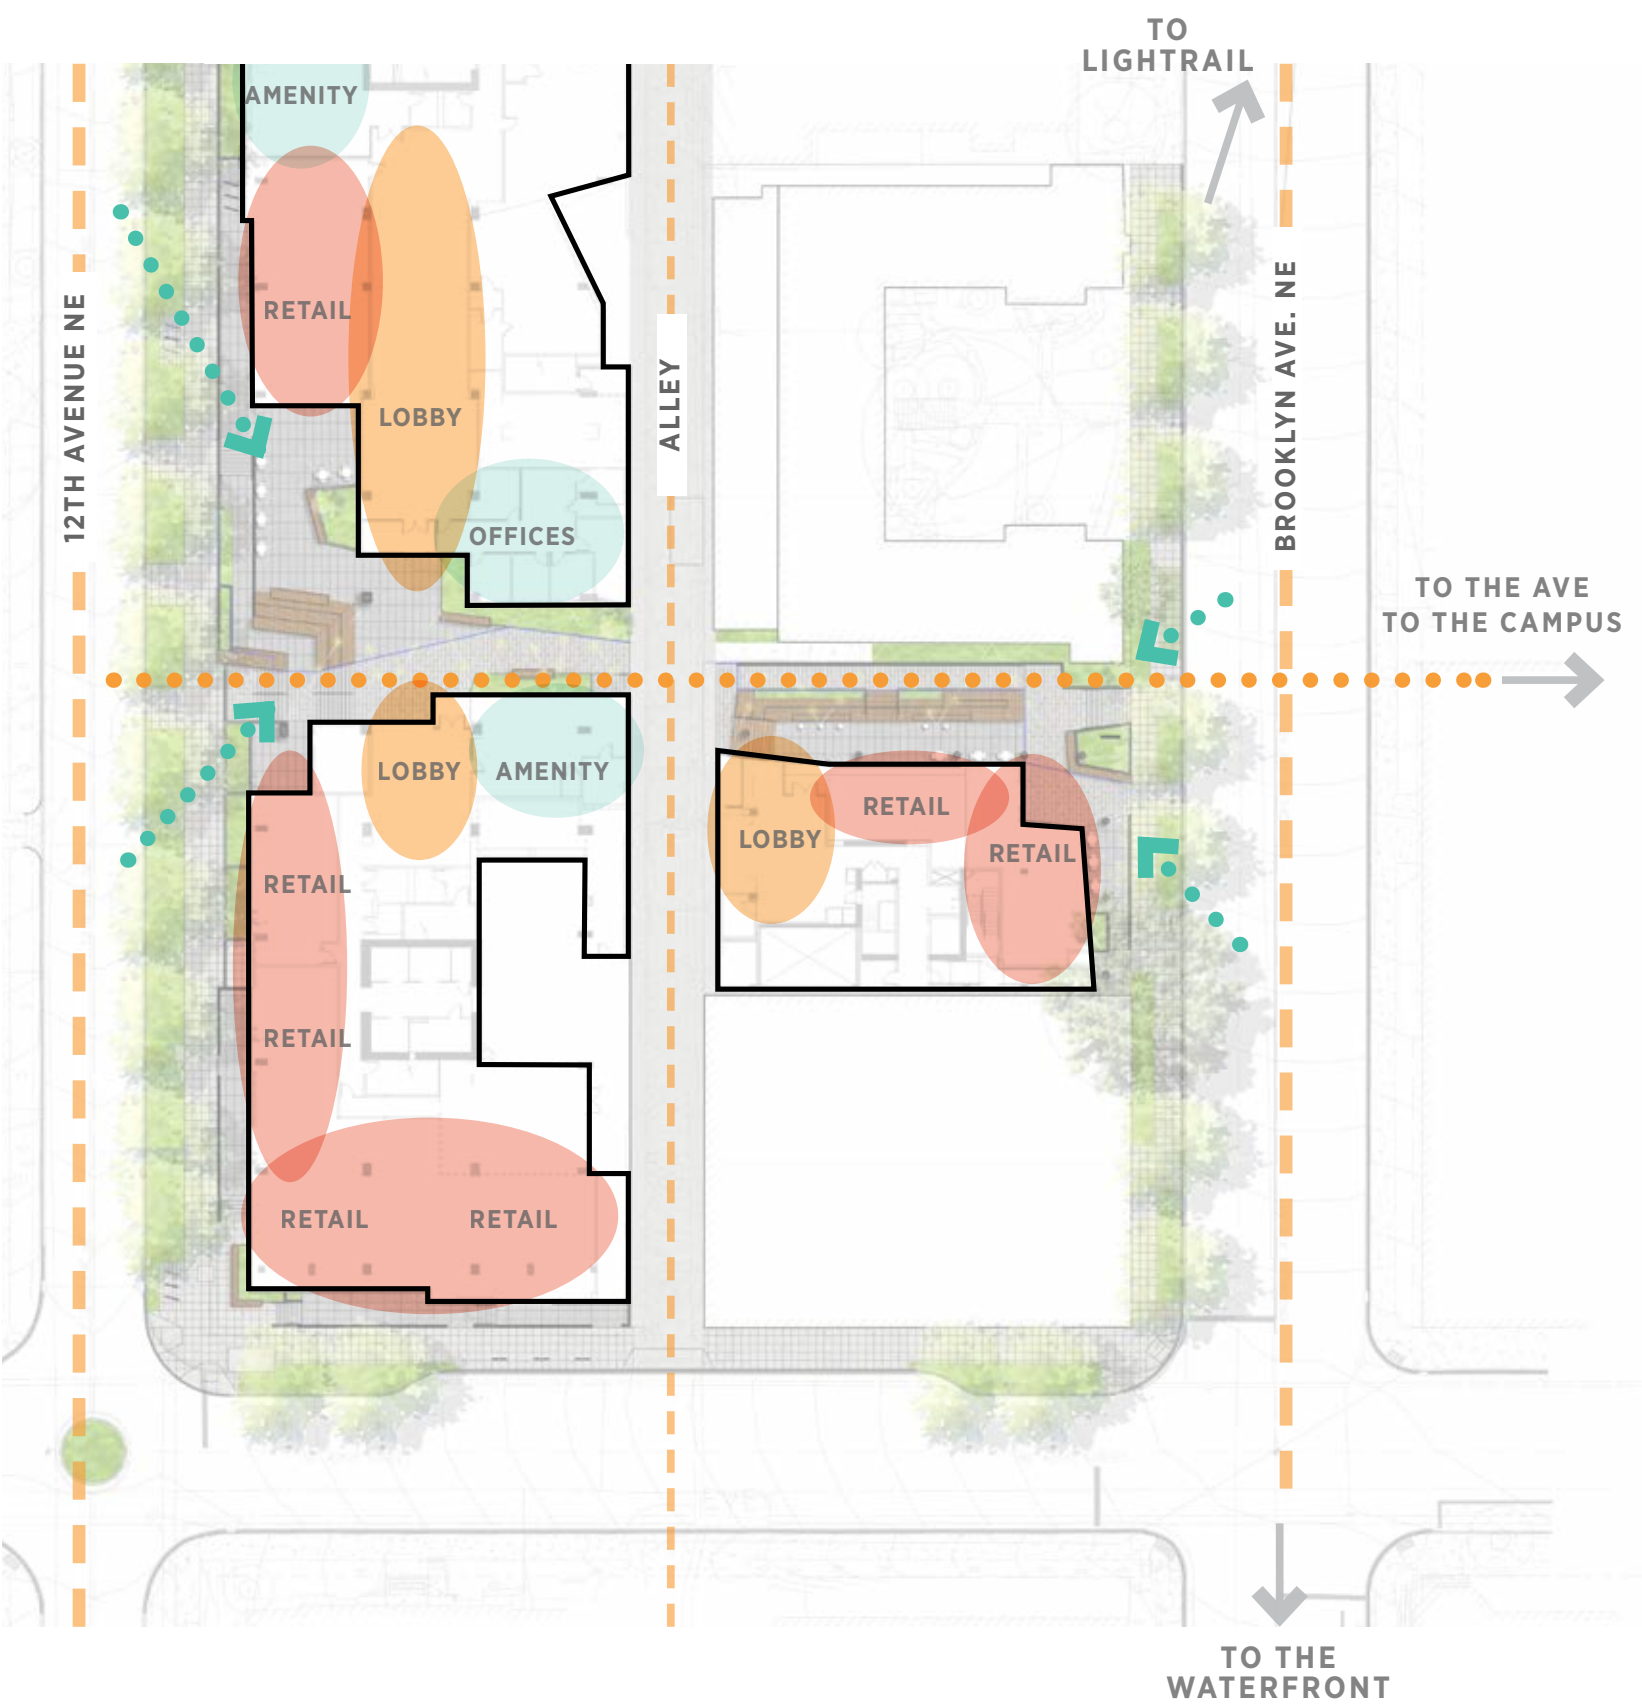 TO
LIGHTRAIL
AMENITY
RETAIL
LOBBY
OFFICES
12TH AVENUE NE
ALLEY
BROOKLYN AVE. NE
TO THE AVE
TO THE CAMPUS
LOBBY
AMENITY
RETAIL
LOBBY
RETAIL
RETAIL
RETAIL
RETAIL
RETAIL
TO THE
WATERFRONT